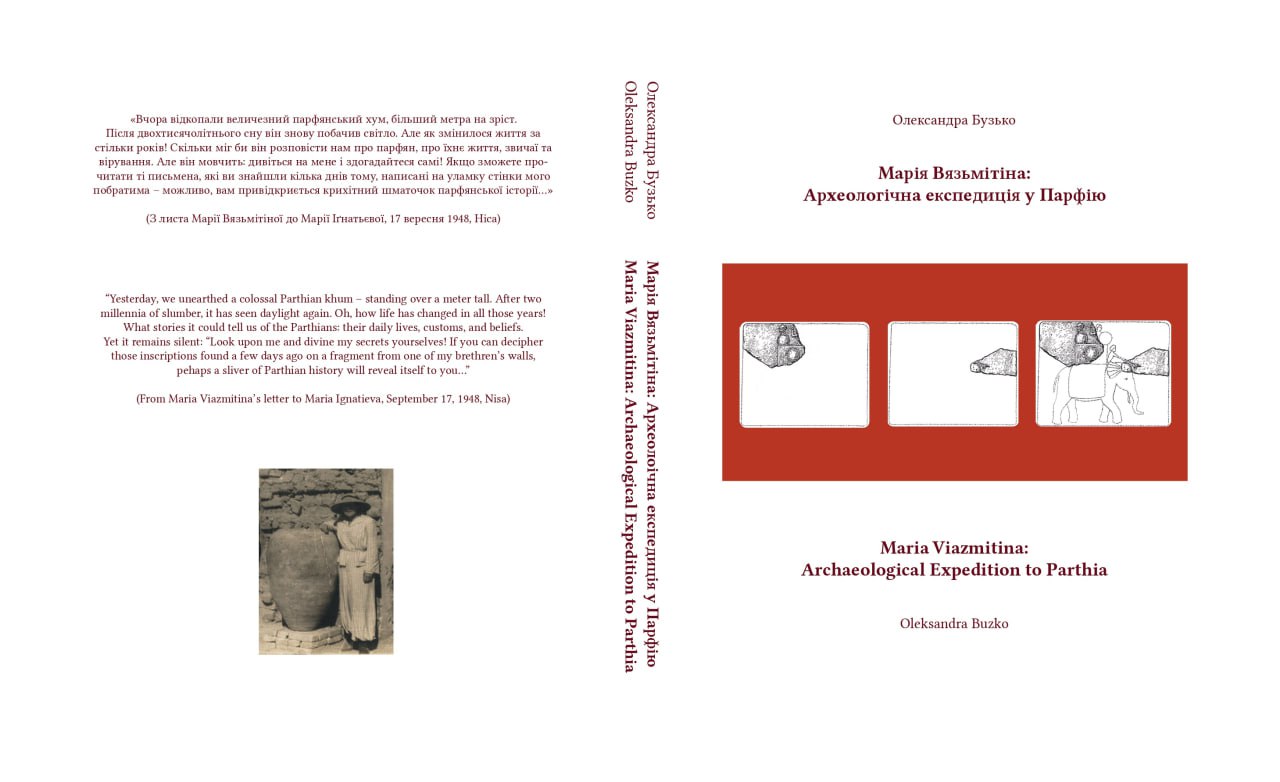 «Вчора відкопали величезний парфянський хум, більший метра на зріст.
Після двохтисячолітнього сну він знову побачив світло. Але як змінилося життя за
стільки років! Скільки міг би він розповісти нам про парфян, про їхнє життя, звичаї та
вірування. Але він мовчить: дивіться на мене і здогадайтеся самі! Якщо зможете про-
читати ті письмена, які ви знайшли кілька днів тому, написані на уламку стінки мого
побратима – можливо, вам привідкриється крихітний шматочок парфянської історії...»
(З листа Марії Вязьмітіної до Марії Ігнатьєвої, 17 вересня 1948, Ніса)
“Yesterday, we unearthed a colossal Parthian khum – standing over a meter tall. After two
millennia of slumber, it has seen daylight again. Oh, how life has changed in all those years!
What stories it could tell us of the Parthians: their daily lives, customs, and beliefs.
Yet it remains silent: “Look upon me and divine my secrets yourselves! If you can decipher
those inscriptions found a few days ago on a fragment from one of my brethren’s walls,
pehaps a sliver of Parthian history will reveal itself to you...”
(From Maria Viazmitina’s letter to Maria Ignatieva, September 17, 1948, Nisa)
Олександра Бузько
Oleksandra Buzko
Марія Вязьмітіна: Археолоічна експедиція у Парфію
Maria Viazmitina: Archaeological Expedition to Parthia
Олександра Бузько
Марія Вязьмітіна:
Археологічна експедиція у Парфію
Maria Viazmitina:
Archaeological Expedition to Parthia
Oleksandra Buzko